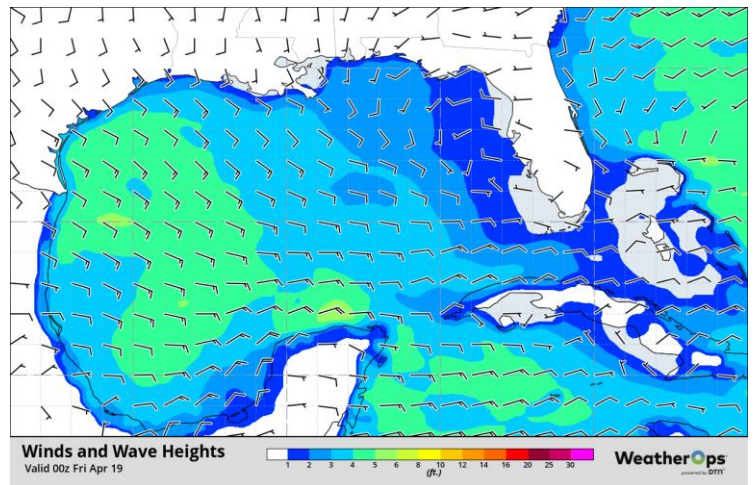 Winds and Wave Heights
Valid 00z Fri Apr 19
1 2 3 4 5 6 8 10 12 14 16 20 25 30
(ft.)
WeatherOps
powered by DTN